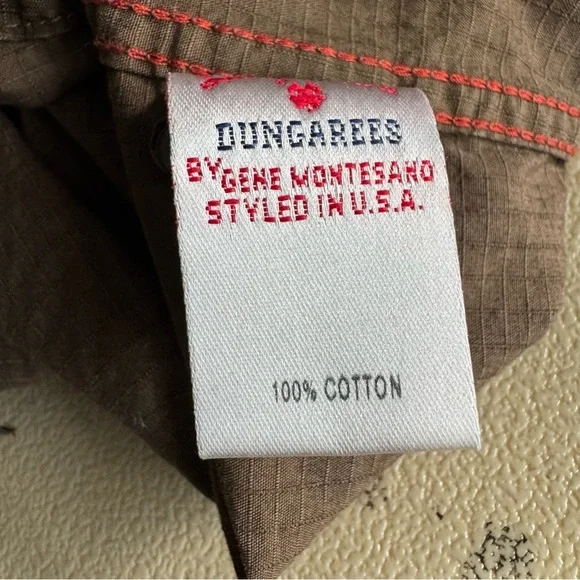 DUNGAREES
BY GENE MONTESANO
STYLED IN U.S.A.
100% COTTON